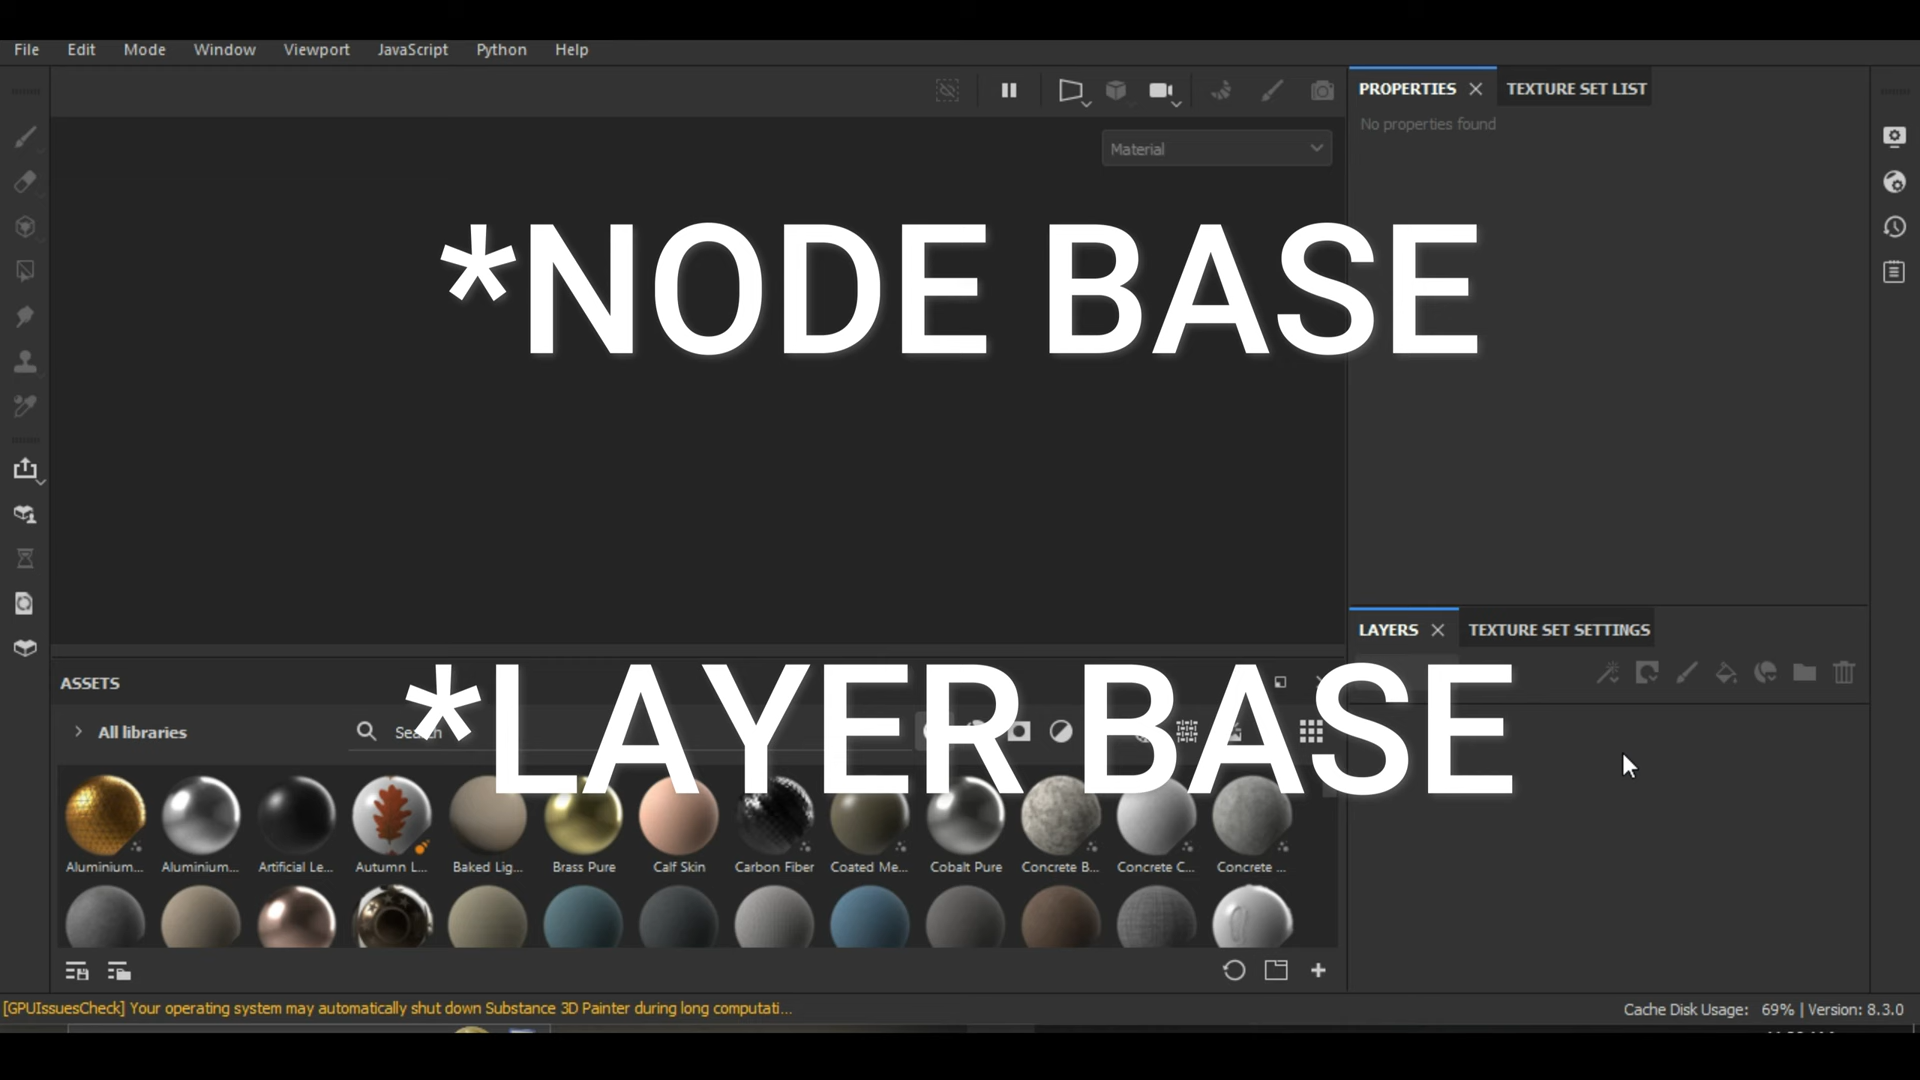 File Edit Mode Window Viewport JavaScript Python Help
PROPERTIES TEXTURE SET LIST
No properties found
Material
*NODE BASE
LAYERS TEXTURE SET SETTINGS
ASSETS
*LAYER BASE
All libraries
Search
Aluminium... Aluminium... Artificial Le... Autumn L... Baked Lig... Brass Pure Calf Skin Carbon Fiber Coated Me... Cobalt Pure Concrete B... Concrete C... Concrete ...
[GPUIssuesCheck] Your operating system may automatically shut down Substance 3D Painter during long computati...
Cache Disk Usage: 69% | Version: 8.3.0